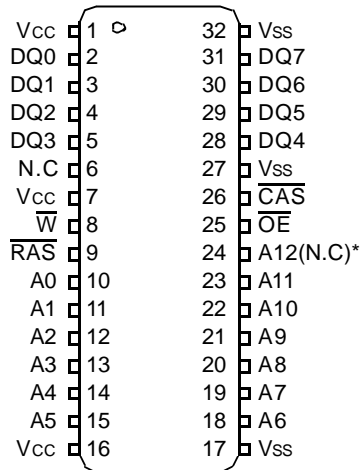 Vcc 1 32 Vss
DQ0 2 31 DQ7
DQ1 3 30 DQ6
DQ2 4 29 DQ5
DQ3 5 28 DQ4
N.C 6 27 Vss
Vcc 7 26 C̅A̅S̅
W̅ 8 25 O̅E̅
R̅A̅S̅ 9 24 A12(N.C)*
A0 10 23 A11
A1 11 22 A10
A2 12 21 A9
A3 13 20 A8
A4 14 19 A7
A5 15 18 A6
Vcc 16 17 Vss